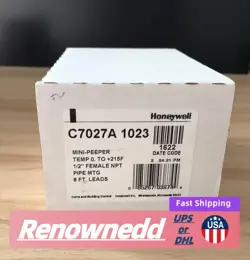 Honeywell
C7027A 1023
1622
DATE CODE
MINI-PEEPER
TEMP 0. TO +215F
1/2" FEMALE NPT
PIPE MTG
8 FT. LEADS
Fast Shipping
Renownedd
UPS
or
DHL
USA